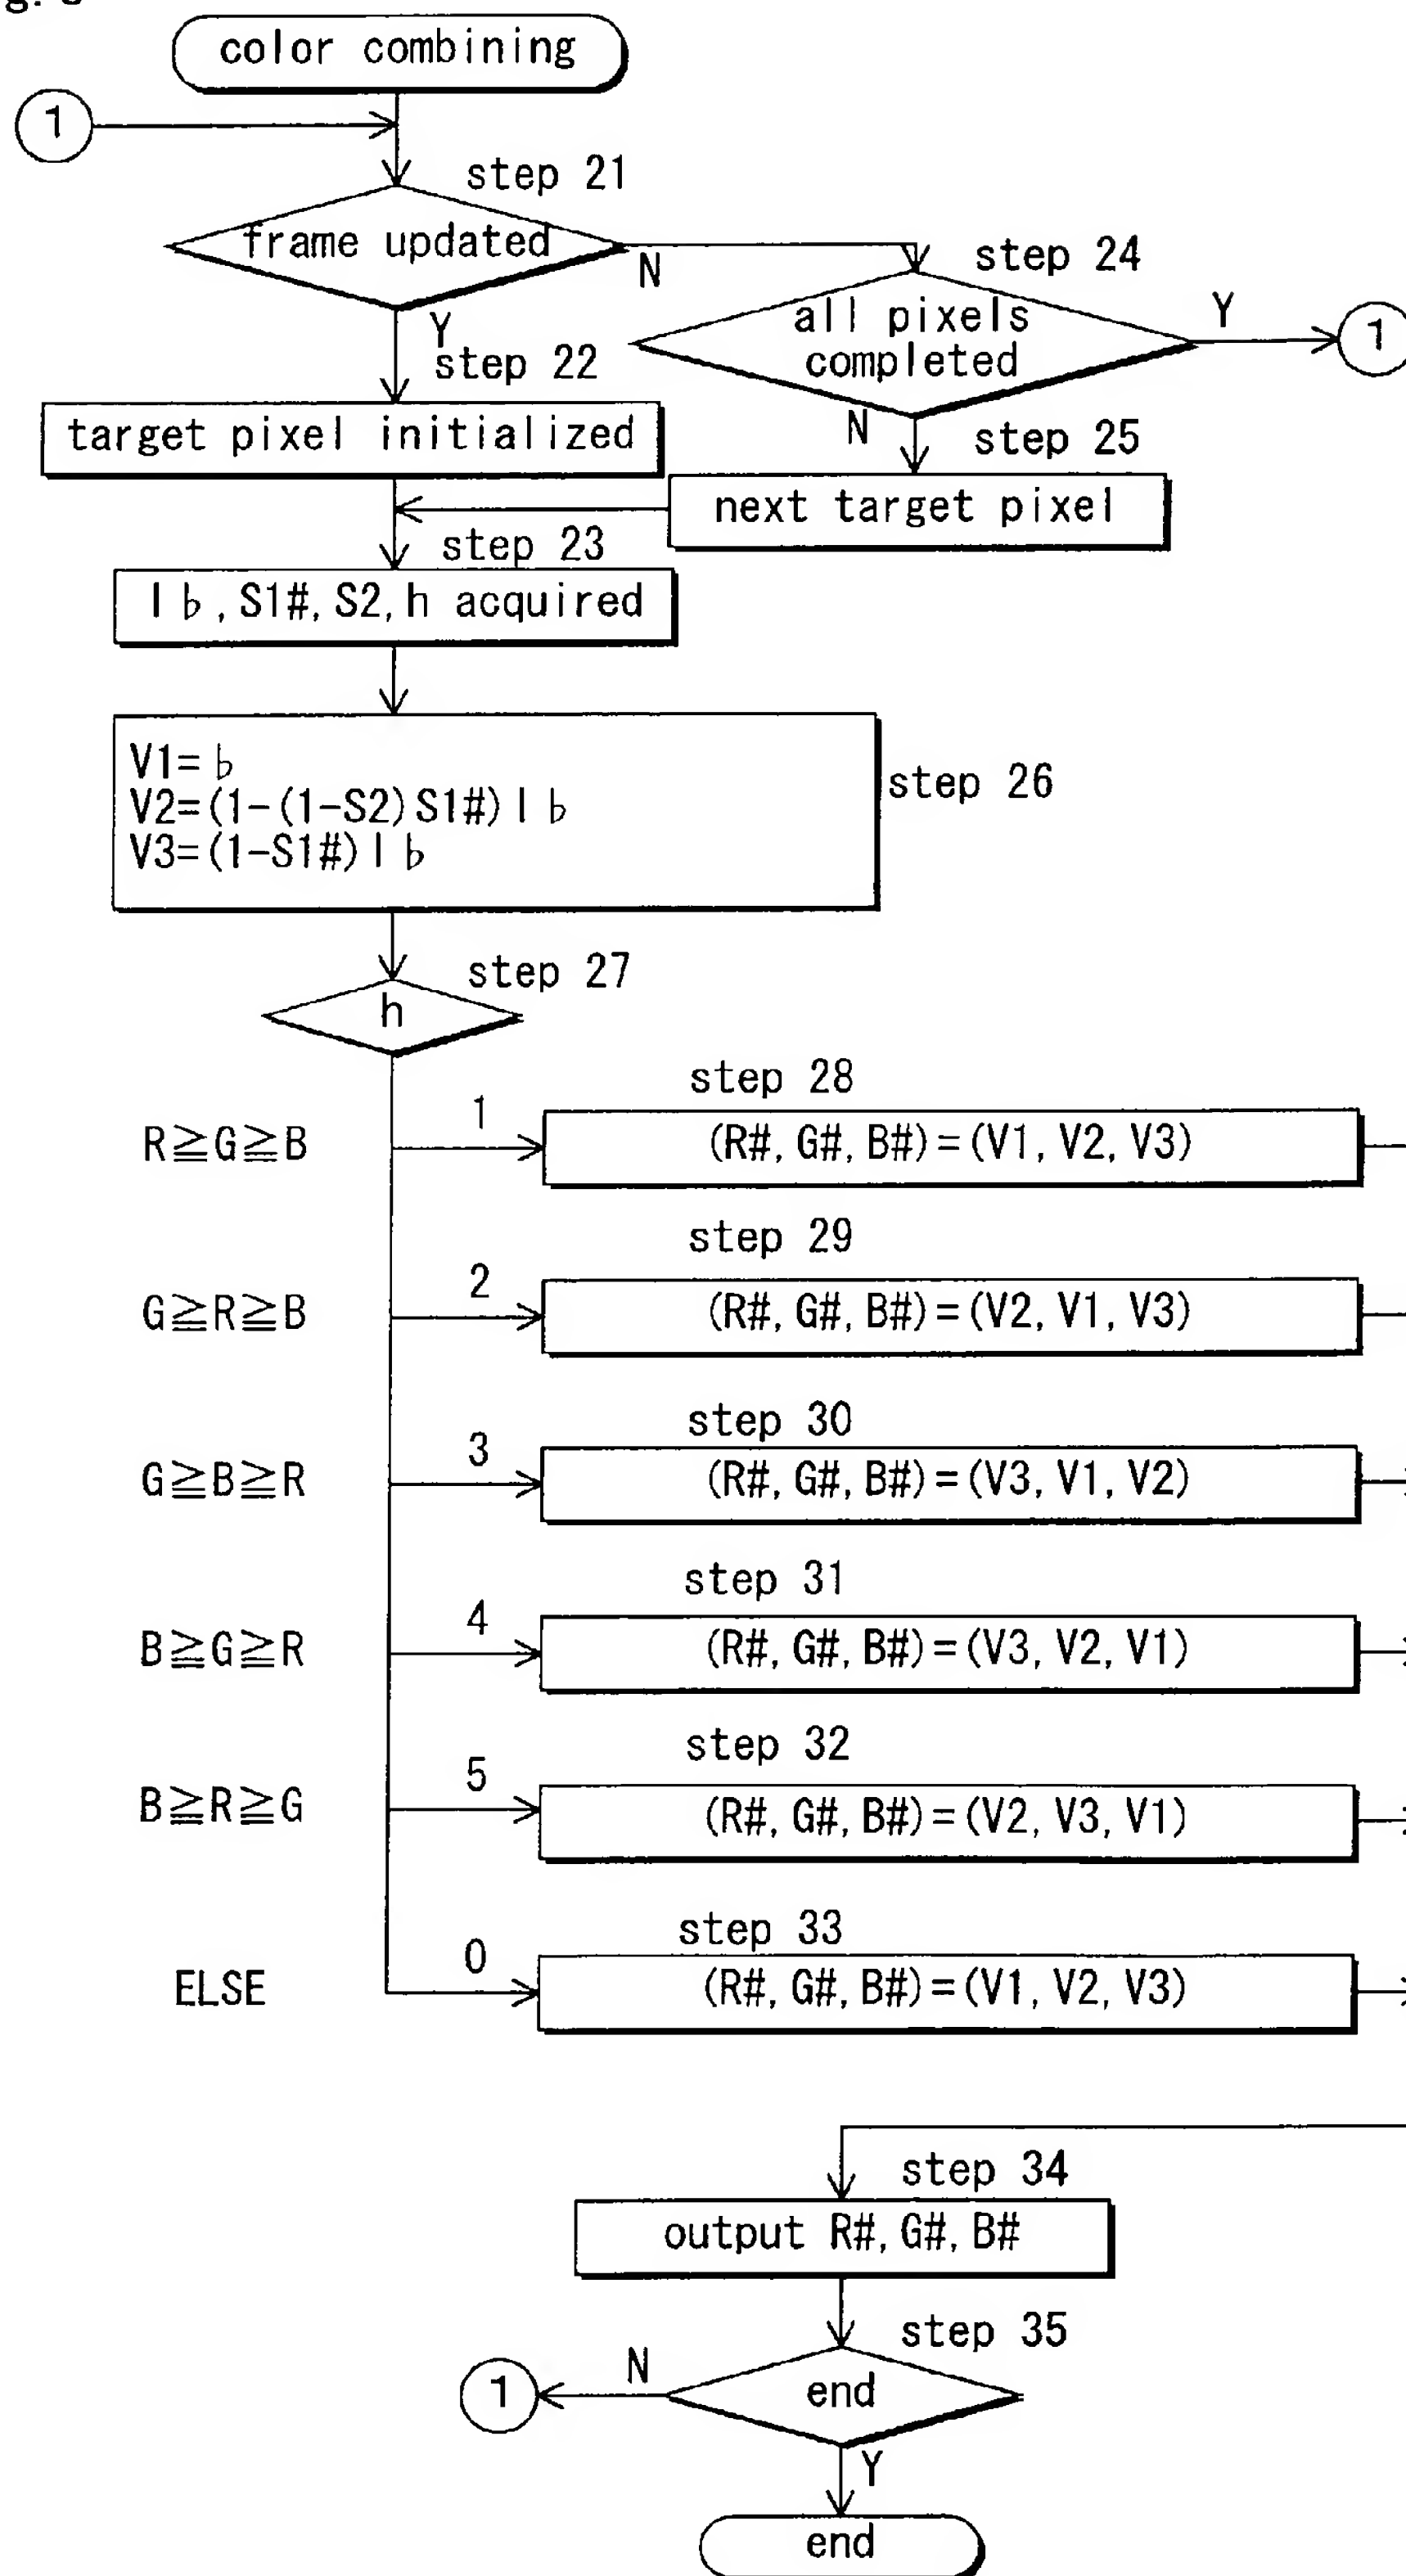 color combining
1
step 21
frame updated
N
step 24
all pixels
completed
Y
1
Y
step 22
target pixel initialized
N
step 25
next target pixel
step 23
I♭, S1#, S2, h acquired
V1=♭
V2=(1-(1-S2)S1#)I♭
V3=(1-S1#)I♭
step 26
step 27
h
step 28
R≧G≧B
1
(R#, G#, B#)=(V1, V2, V3)
step 29
G≧R≧B
2
(R#, G#, B#)=(V2, V1, V3)
step 30
G≧B≧R
3
(R#, G#, B#)=(V3, V1, V2)
step 31
B≧G≧R
4
(R#, G#, B#)=(V3, V2, V1)
step 32
B≧R≧G
5
(R#, G#, B#)=(V2, V3, V1)
step 33
ELSE
0
(R#, G#, B#)=(V1, V2, V3)
step 34
output R#, G#, B#
step 35
1
N
end
Y
end